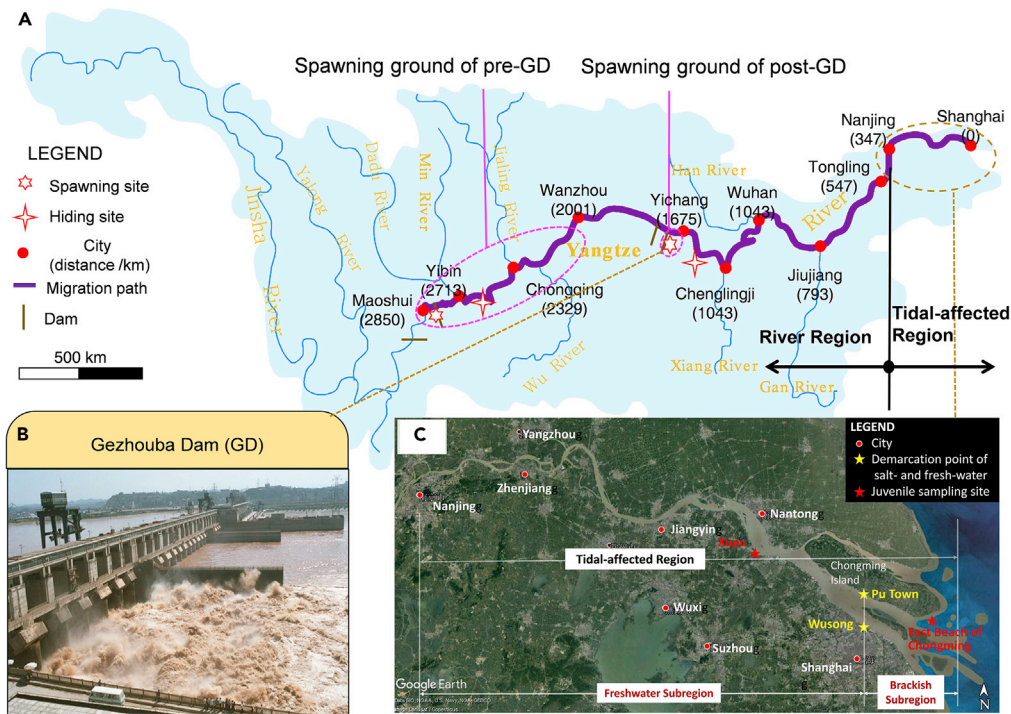 A
Spawning ground of pre-GD
Spawning ground of post-GD
LEGEND
Spawning site
Hiding site
City
(distance /km)
Migration path
Dam
500 km
Jinsha
River
Yalong
River
Dadu River
Min River
Jialing River
Han River
Yangtze
River
Wu River
Xiang River
Gan River
Maoshui
(2850)
Yibin
(2713)
Chongqing
(2329)
Wanzhou
(2001)
Yichang
(1675)
Chenglingji
(1043)
Wuhan
(1043)
Jiujiang
(793)
Tongling
(547)
Nanjing
(347)
Shanghai
(0)
River Region
Tidal-affected
Region
B
Gezhouba Dam (GD)
C
LEGEND
City
Demarcation point of
salt- and fresh-water
Juvenile sampling site
Yangzhou
Zhenjiang
Nanjing
Jiangyin
Nantong
Tidal-affected Region
Chongming
Island
Pu Town
Wusong
East Beach of
Chongming
Wuxi
Suzhou
Shanghai
Google Earth
Freshwater Subregion
Brackish
Subregion
N